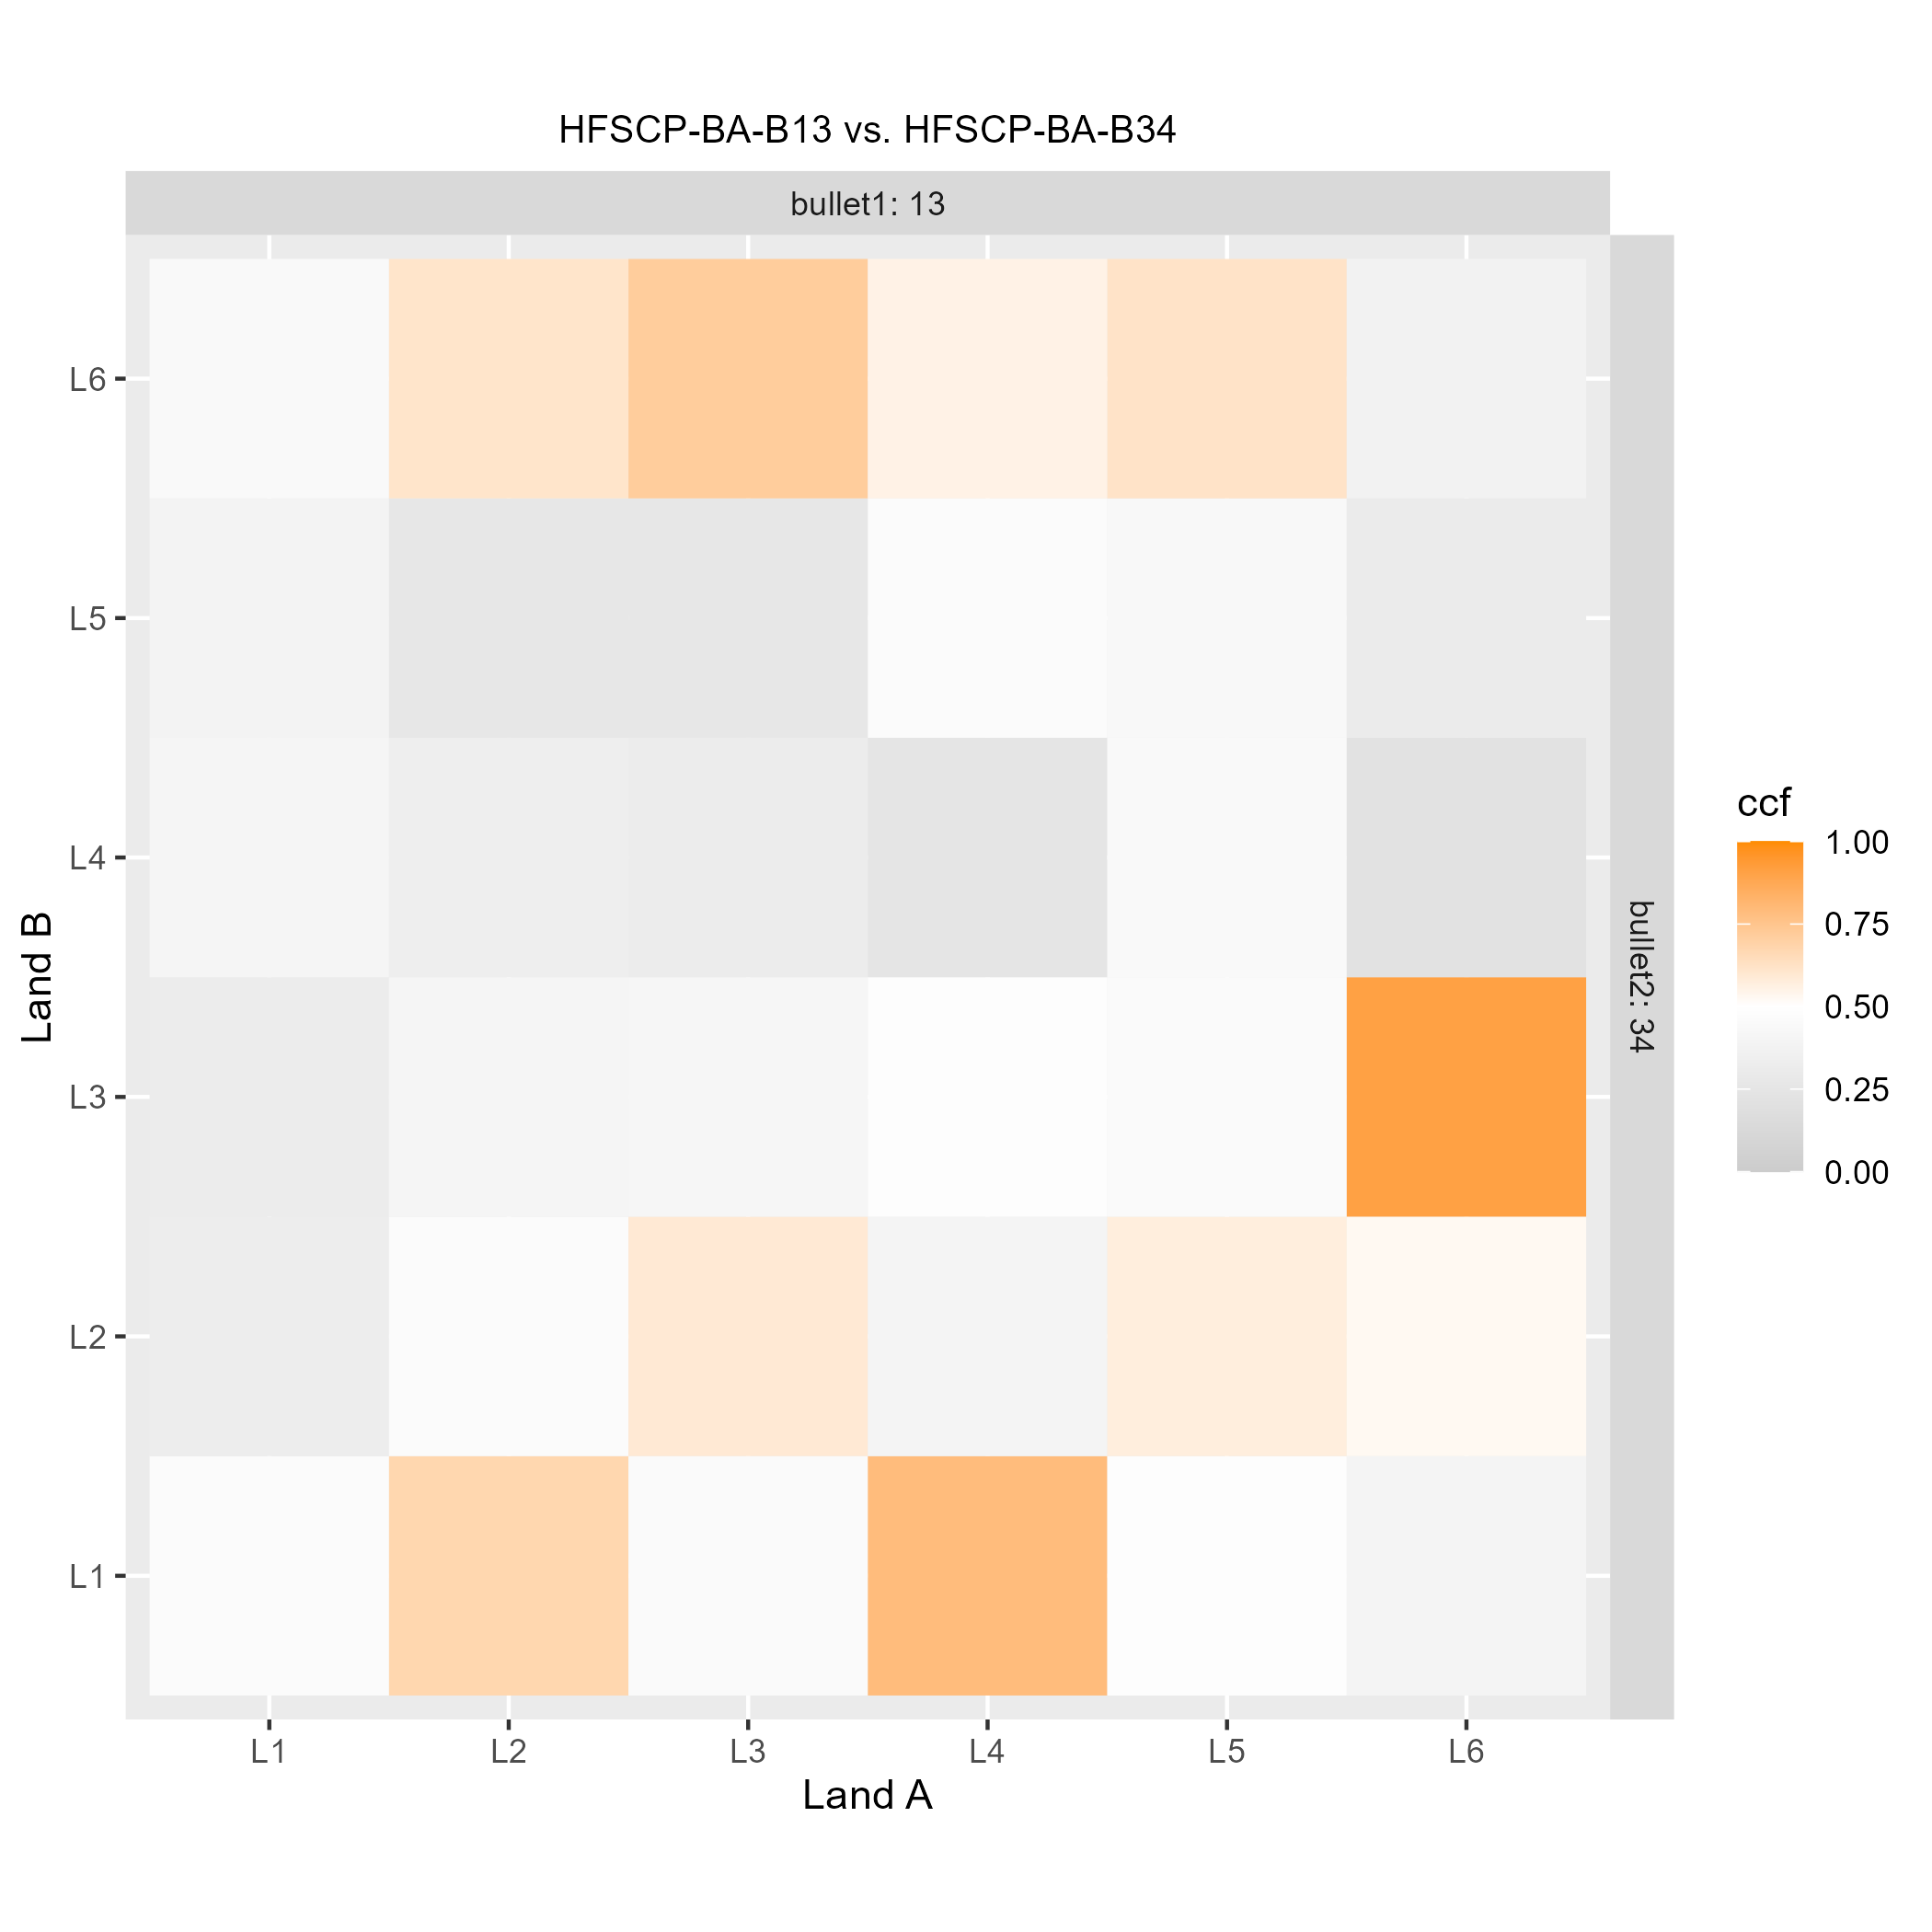 HFSCP-BA-B13 vs. HFSCP-BA-B34
bullet1: 13
L6
L5
L4
L3
L2
L1
Land B
L1 L2 L3 L4 L5 L6
Land A
bullet2: 34
ccf
1.00
0.75
0.50
0.25
0.00